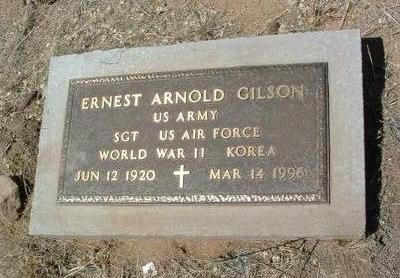 ERNEST ARNOLD GILSON
US ARMY
SGT US AIR FORCE
WORLD WAR II KOREA
JUN 12 1920 MAR 14 1996